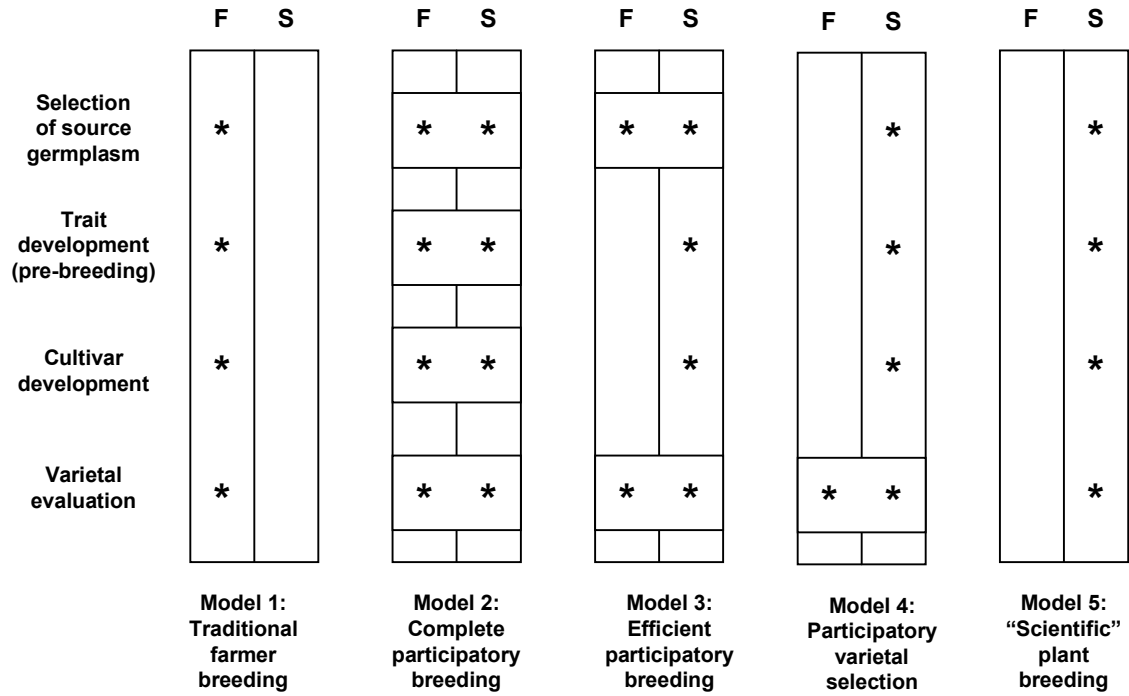 F S F S F S F S F S
Selection
of source
germplasm
* * * * * * *
Trait
development
(pre-breeding)
* * * * * *
Cultivar
development
* * * * * *
Varietal
evaluation
* * * * * * * *
Model 1:
Traditional
farmer
breeding
Model 2:
Complete
participatory
breeding
Model 3:
Efficient
participatory
breeding
Model 4:
Participatory
varietal
selection
Model 5:
“Scientific”
plant
breeding